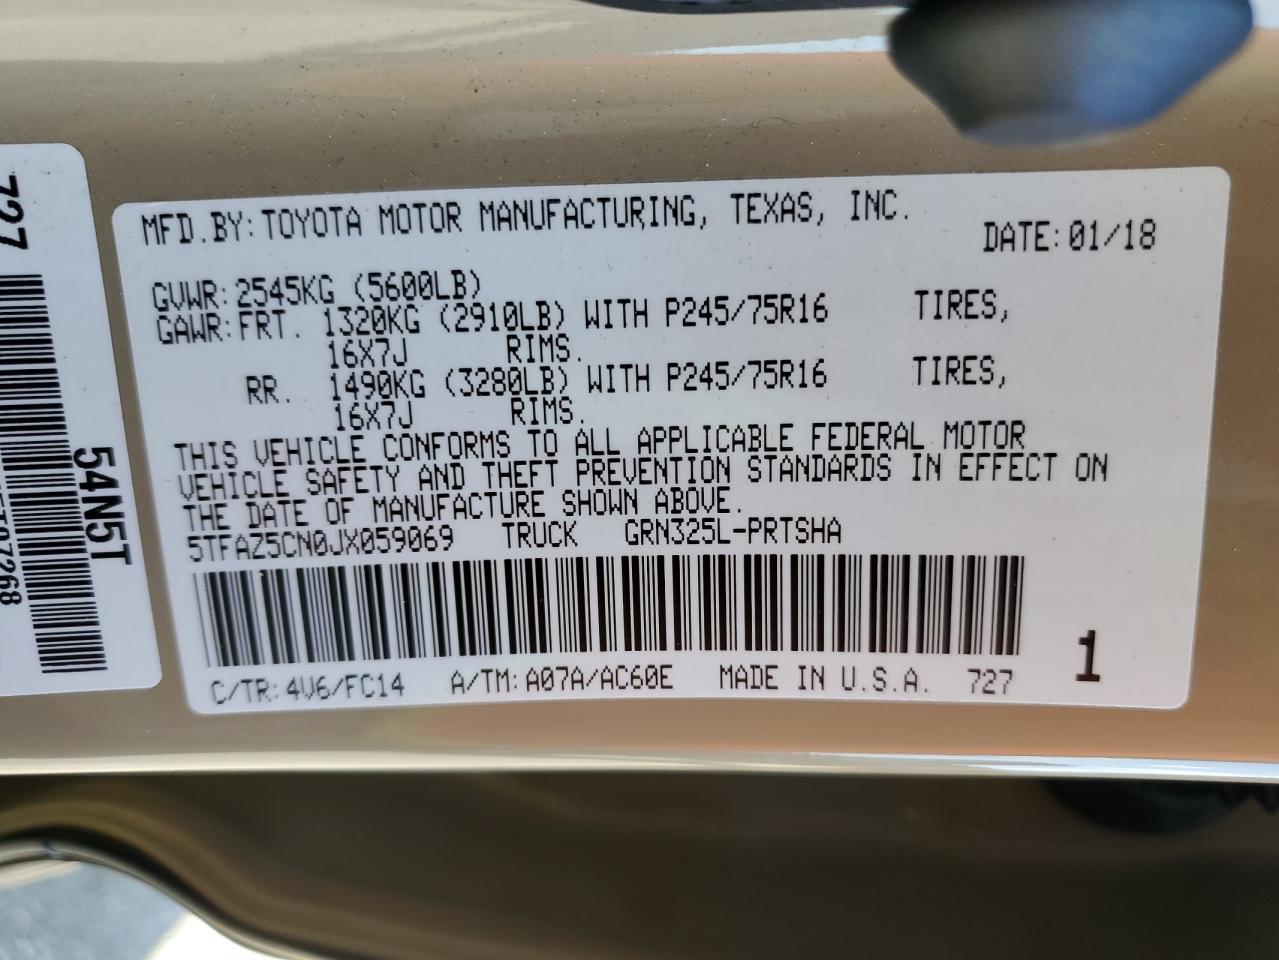 MFD.BY: TOYOTA MOTOR MANUFACTURING, TEXAS, INC.
DATE: 01/18
GVWR: 2545KG (5600LB)
GAWR: FRT. 1320KG (2910LB) WITH P245/75R16 TIRES,
16X7J RIMS.
RR. 1490KG (3280LB) WITH P245/75R16 TIRES,
16X7J RIMS.
THIS VEHICLE CONFORMS TO ALL APPLICABLE FEDERAL MOTOR
VEHICLE SAFETY AND THEFT PREVENTION STANDARDS IN EFFECT ON
THE DATE OF MANUFACTURE SHOWN ABOVE.
5TFAZ5CN0JX059069 TRUCK GRN325L-PRTSHA
C/TR: 4V6/FC14 A/TM: A07A/AC60E MADE IN U.S.A. 727
1
727
54N5T